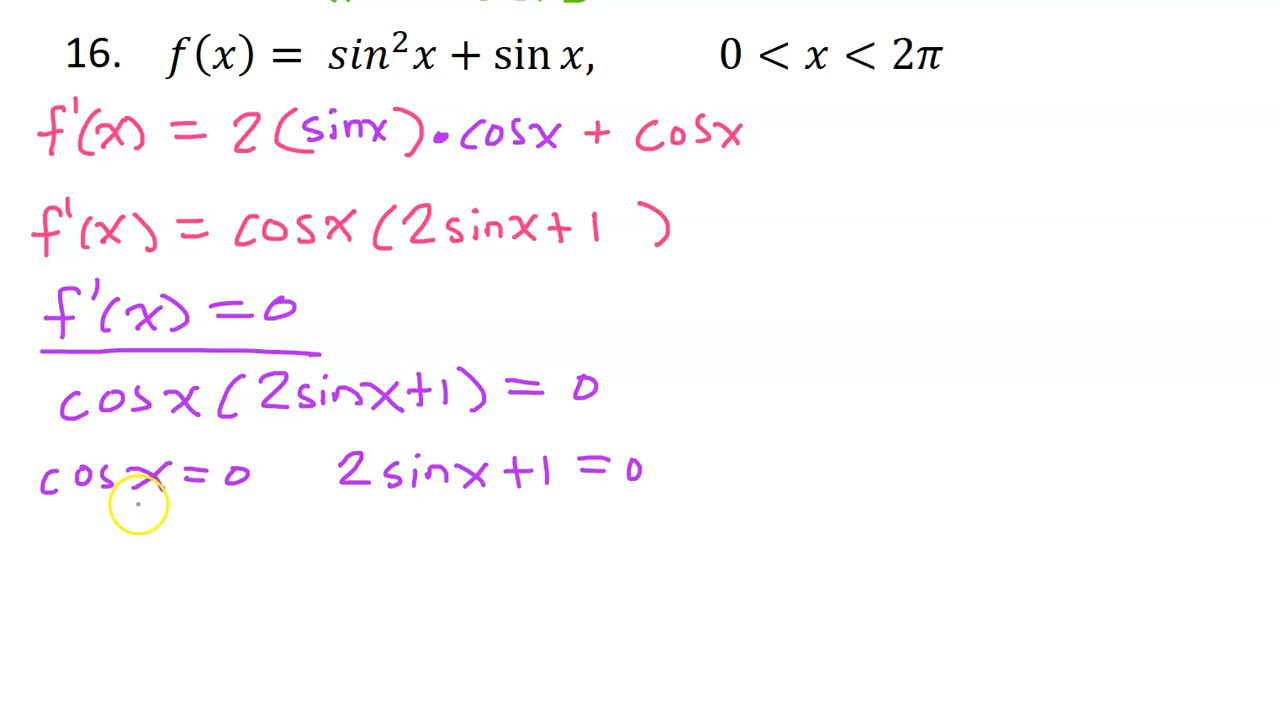 16. f(x) = sin²x + sin x, 0 < x < 2π
f'(x) = 2(sinx)·cosx + cosx
f'(x) = cosx(2sinx+1 )
f'(x) = 0
cosx(2sinx+1) = 0
cosx = 0 2sinx+1 = 0